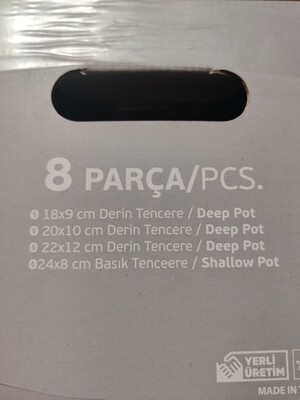 8 PARÇA/PCS.
Ø 18x9 cm Derin Tencere / Deep Pot
Ø 20x10 cm Derin Tencere / Deep Pot
Ø 22x12 cm Derin Tencere / Deep Pot
Ø24x8 cm Basık Tenceere / Shallow Pot
YERLİ
ÜRETİM
MADE IN T